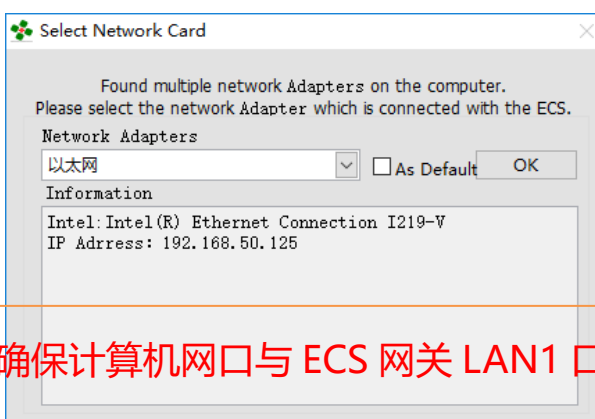 Select Network Card
Found multiple network Adapters on the computer.
Please select the network Adapter which is connected with the ECS.
Network Adapters
以太网
As Default
OK
Information
Intel:Intel(R) Ethernet Connection I219-V
IP Adrress: 192.168.50.125
确保计算机网口与 ECS 网关 LAN1 口